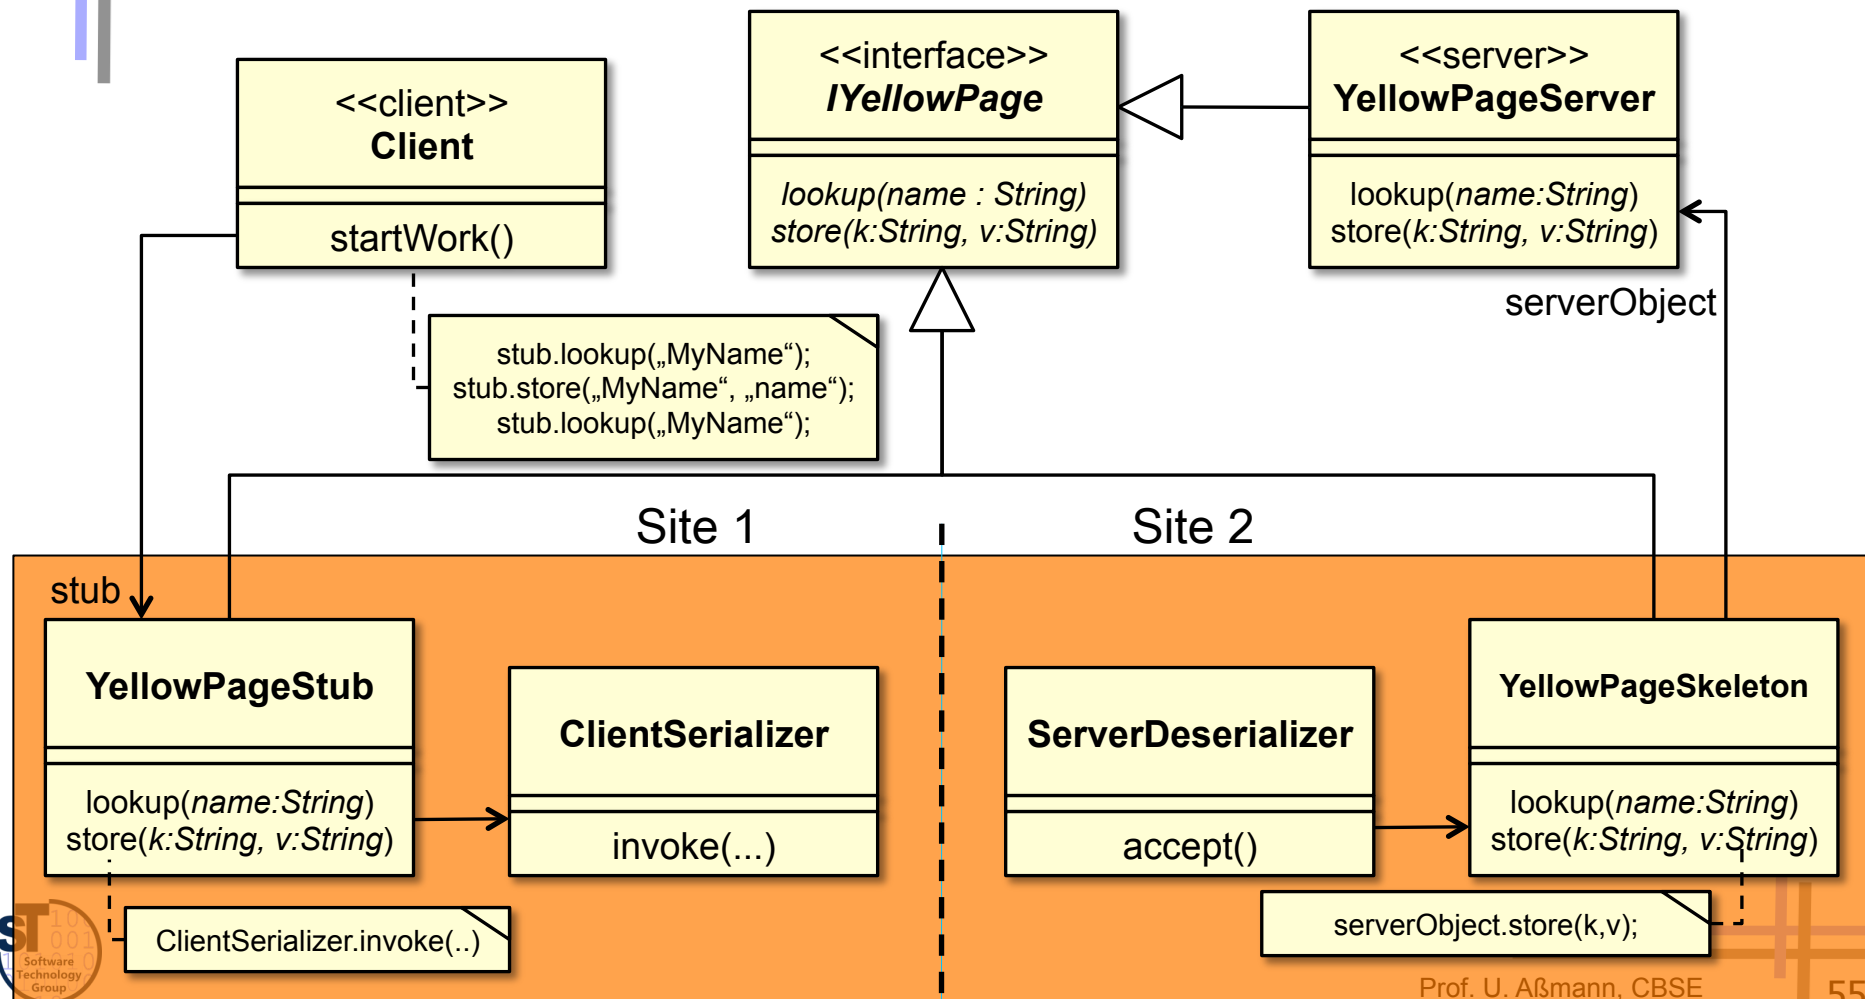 <<client>>
Client
startWork()
<<interface>>
IYellowPage
lookup(name : String)
store(k:String, v:String)
<<server>>
YellowPageServer
lookup(name:String)
store(k:String, v:String)
serverObject
stub.lookup(„MyName“);
stub.store(„MyName“, „name“);
stub.lookup(„MyName“);
Site 1
Site 2
stub
YellowPageStub
lookup(name:String)
store(k:String, v:String)
ClientSerializer
invoke(...)
ServerDeserializer
accept()
YellowPageSkeleton
lookup(name:String)
store(k:String, v:String)
ClientSerializer.invoke(..)
serverObject.store(k,v);
ST
Software
Technology
Group
Prof. U. Aßmann, CBSE
55